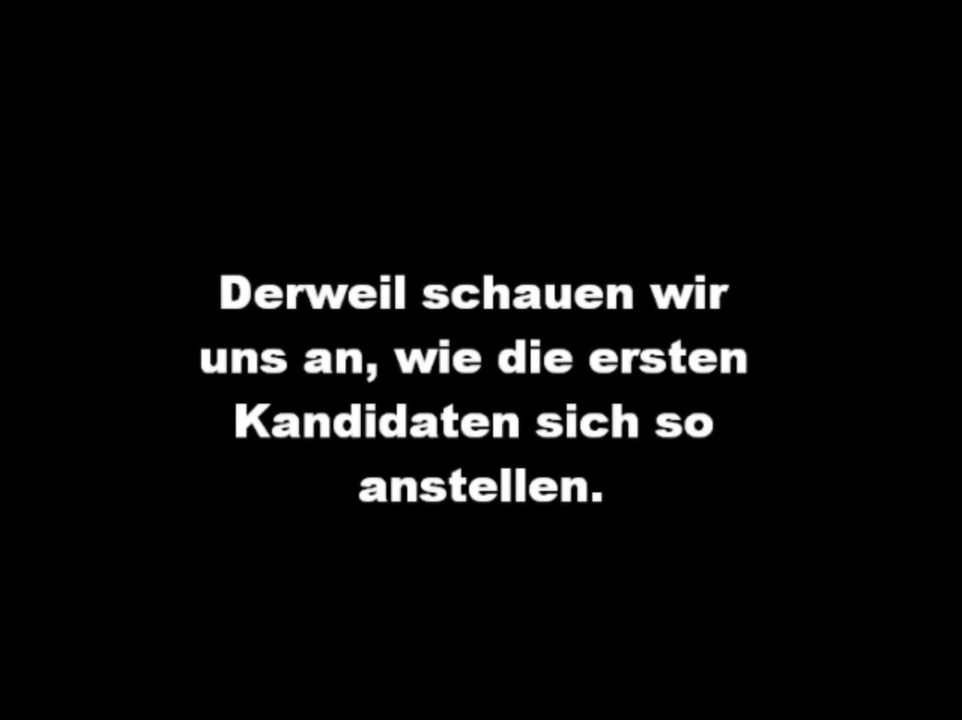 Derweil schauen wir
uns an, wie die ersten
Kandidaten sich so
anstellen.